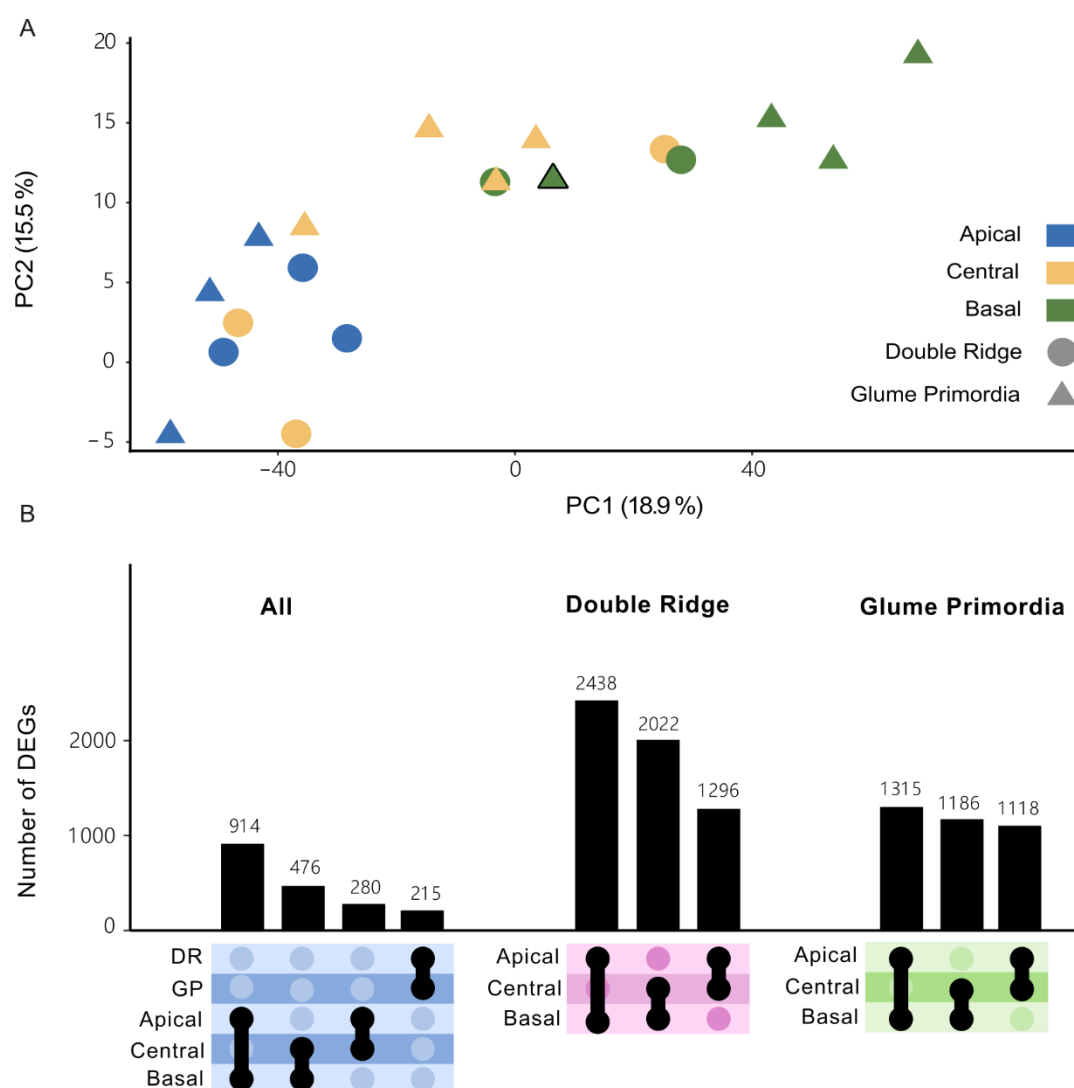 A
20
15
10
5
0
−5
PC2 (15.5 %)
−40
0
40
PC1 (18.9 %)
Apical
Central
Basal
Double Ridge
Glume Primordia
B
Number of DEGs
2000
1000
0
All
914
476
280
215
DR
GP
Apical
Central
Basal
Double Ridge
2438
2022
1296
Apical
Central
Basal
Glume Primordia
1315
1186
1118
Apical
Central
Basal